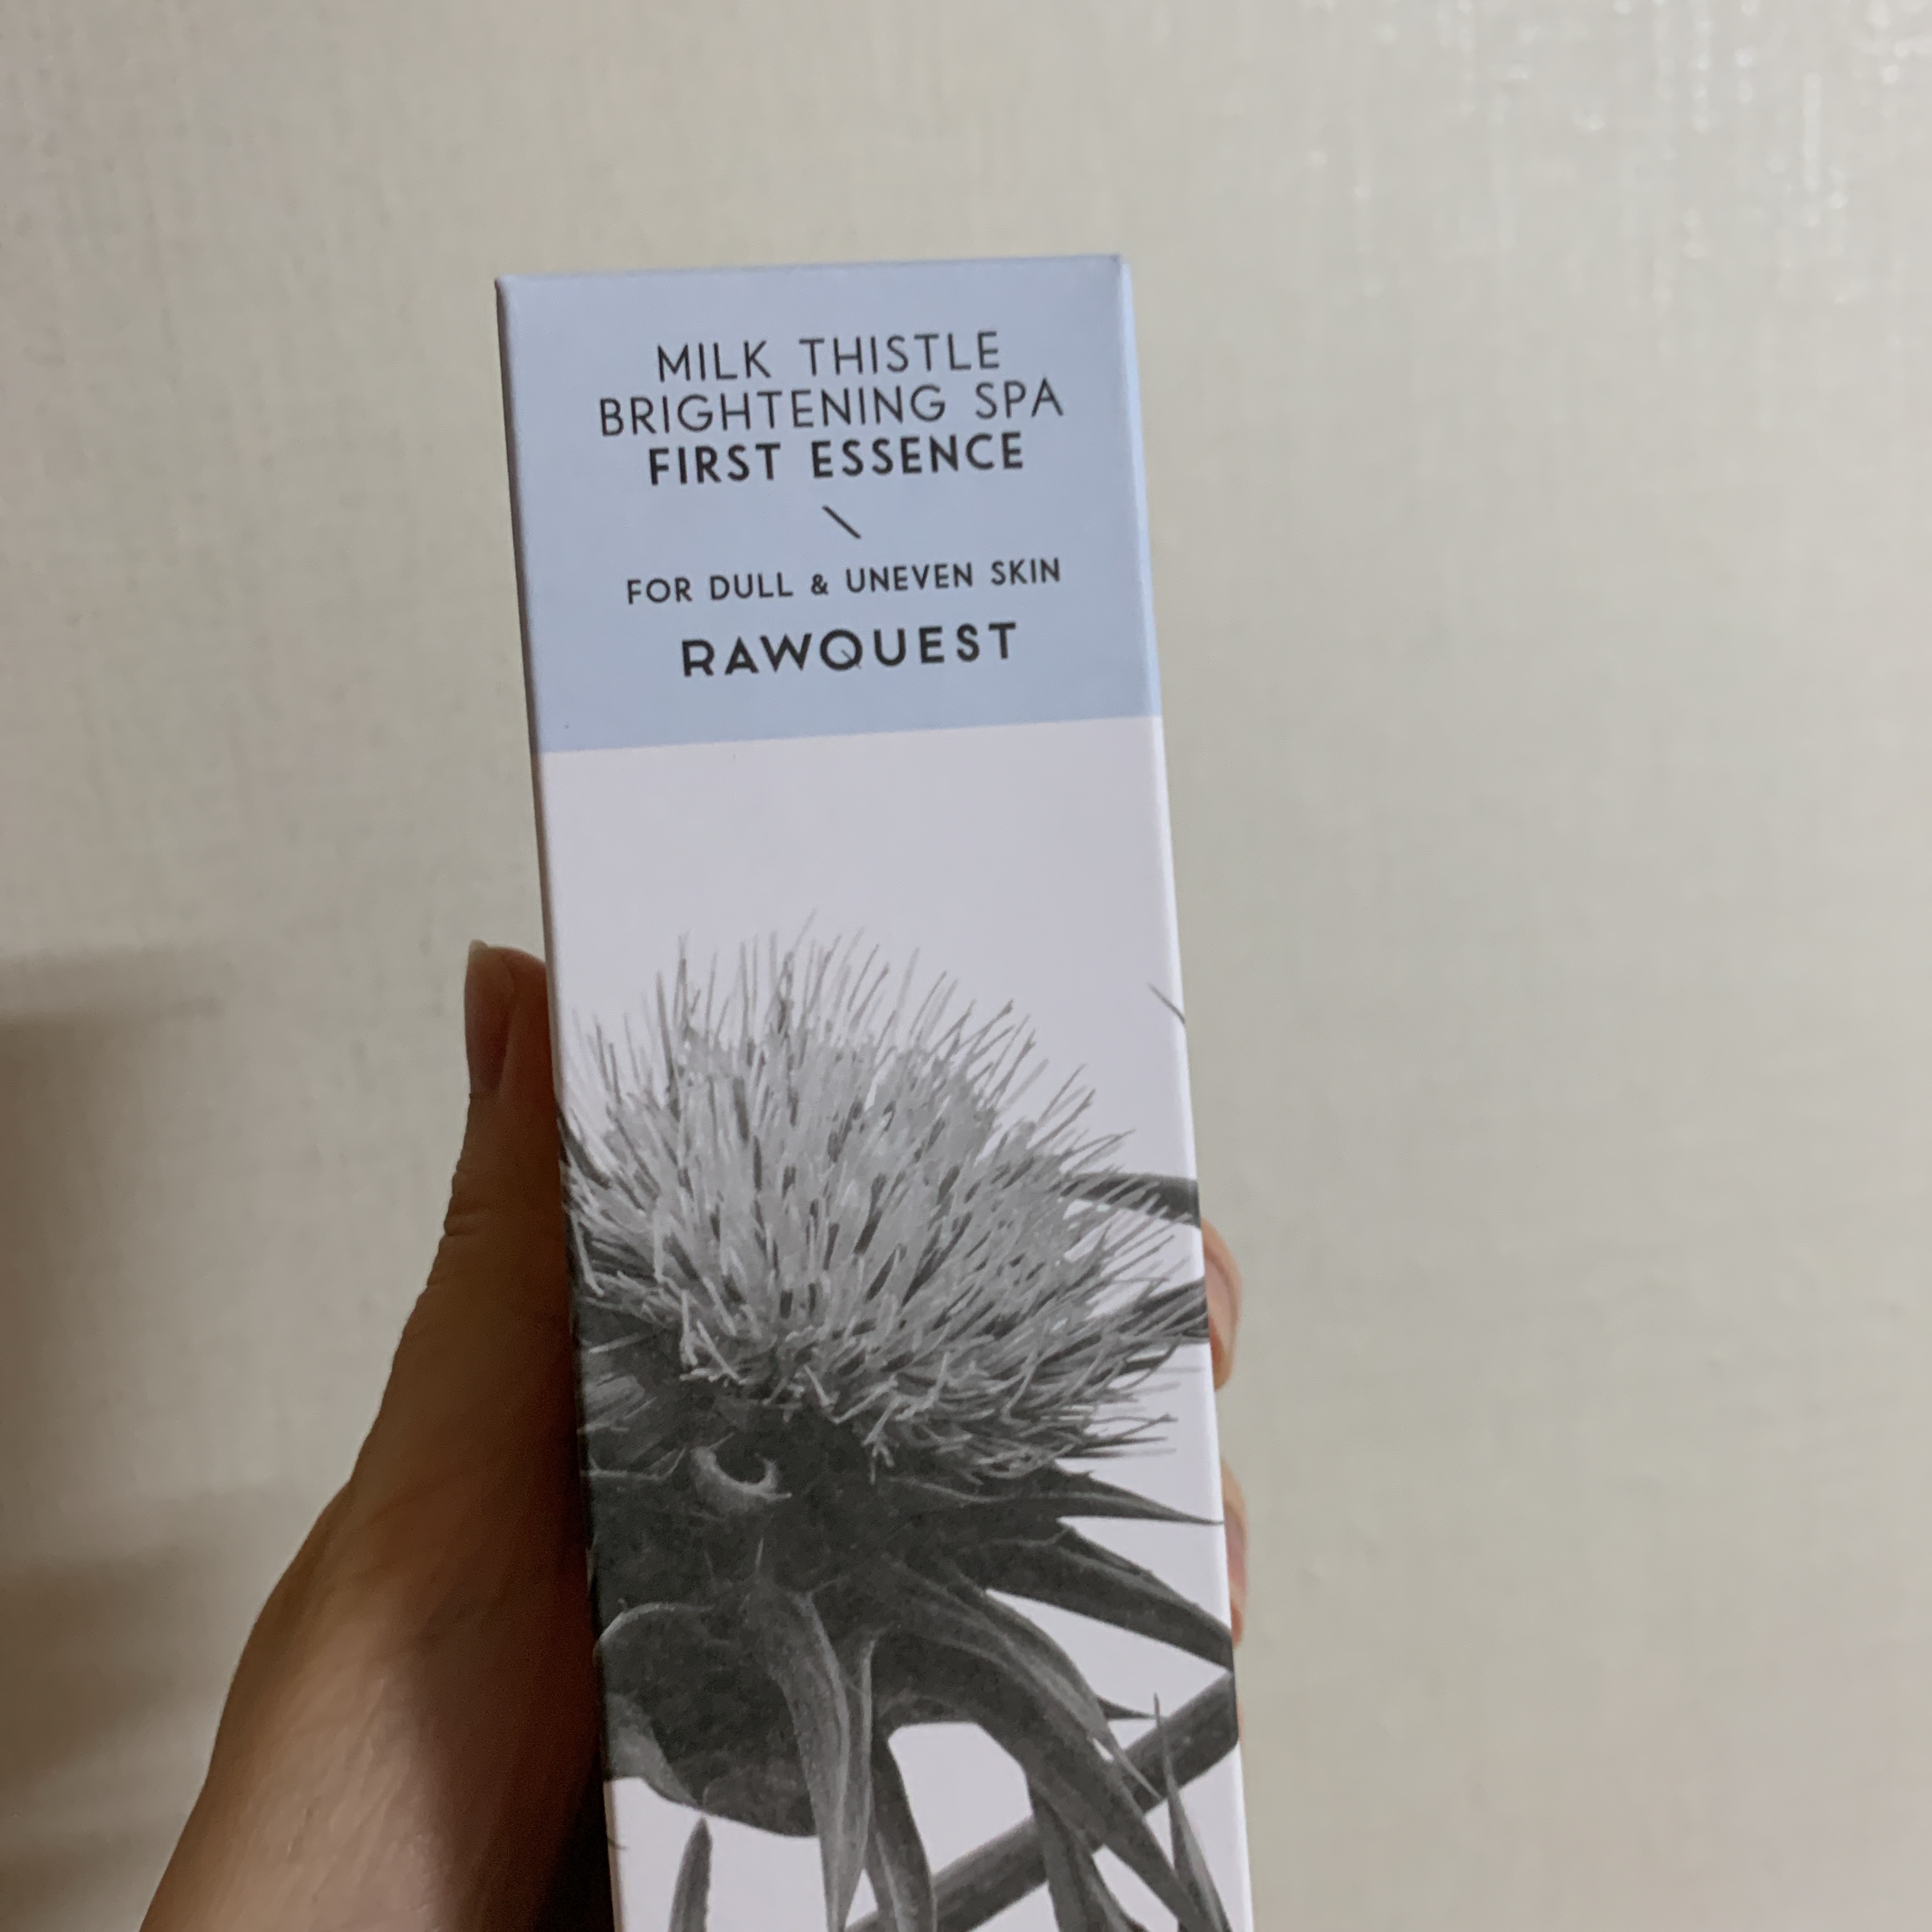 MILK THISTLE
BRIGHTENING SPA
FIRST ESSENCE
\
FOR DULL & UNEVEN SKIN
RAWQUEST